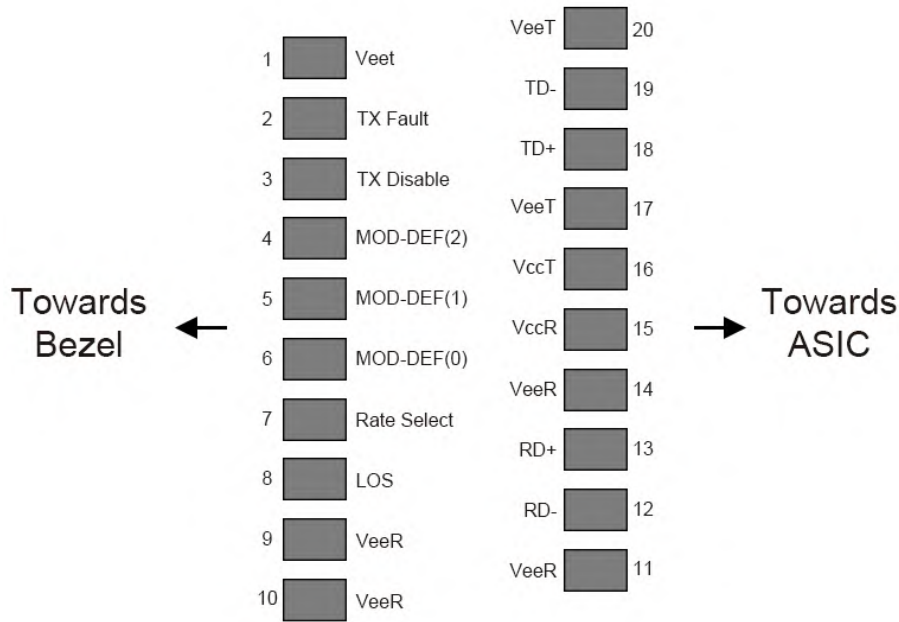 1 Veet
2 TX Fault
3 TX Disable
4 MOD-DEF(2)
5 MOD-DEF(1)
6 MOD-DEF(0)
7 Rate Select
8 LOS
9 VeeR
10 VeeR
VeeT 20
TD- 19
TD+ 18
VeeT 17
VccT 16
VccR 15
VeeR 14
RD+ 13
RD- 12
VeeR 11
Towards
Bezel
Towards
ASIC